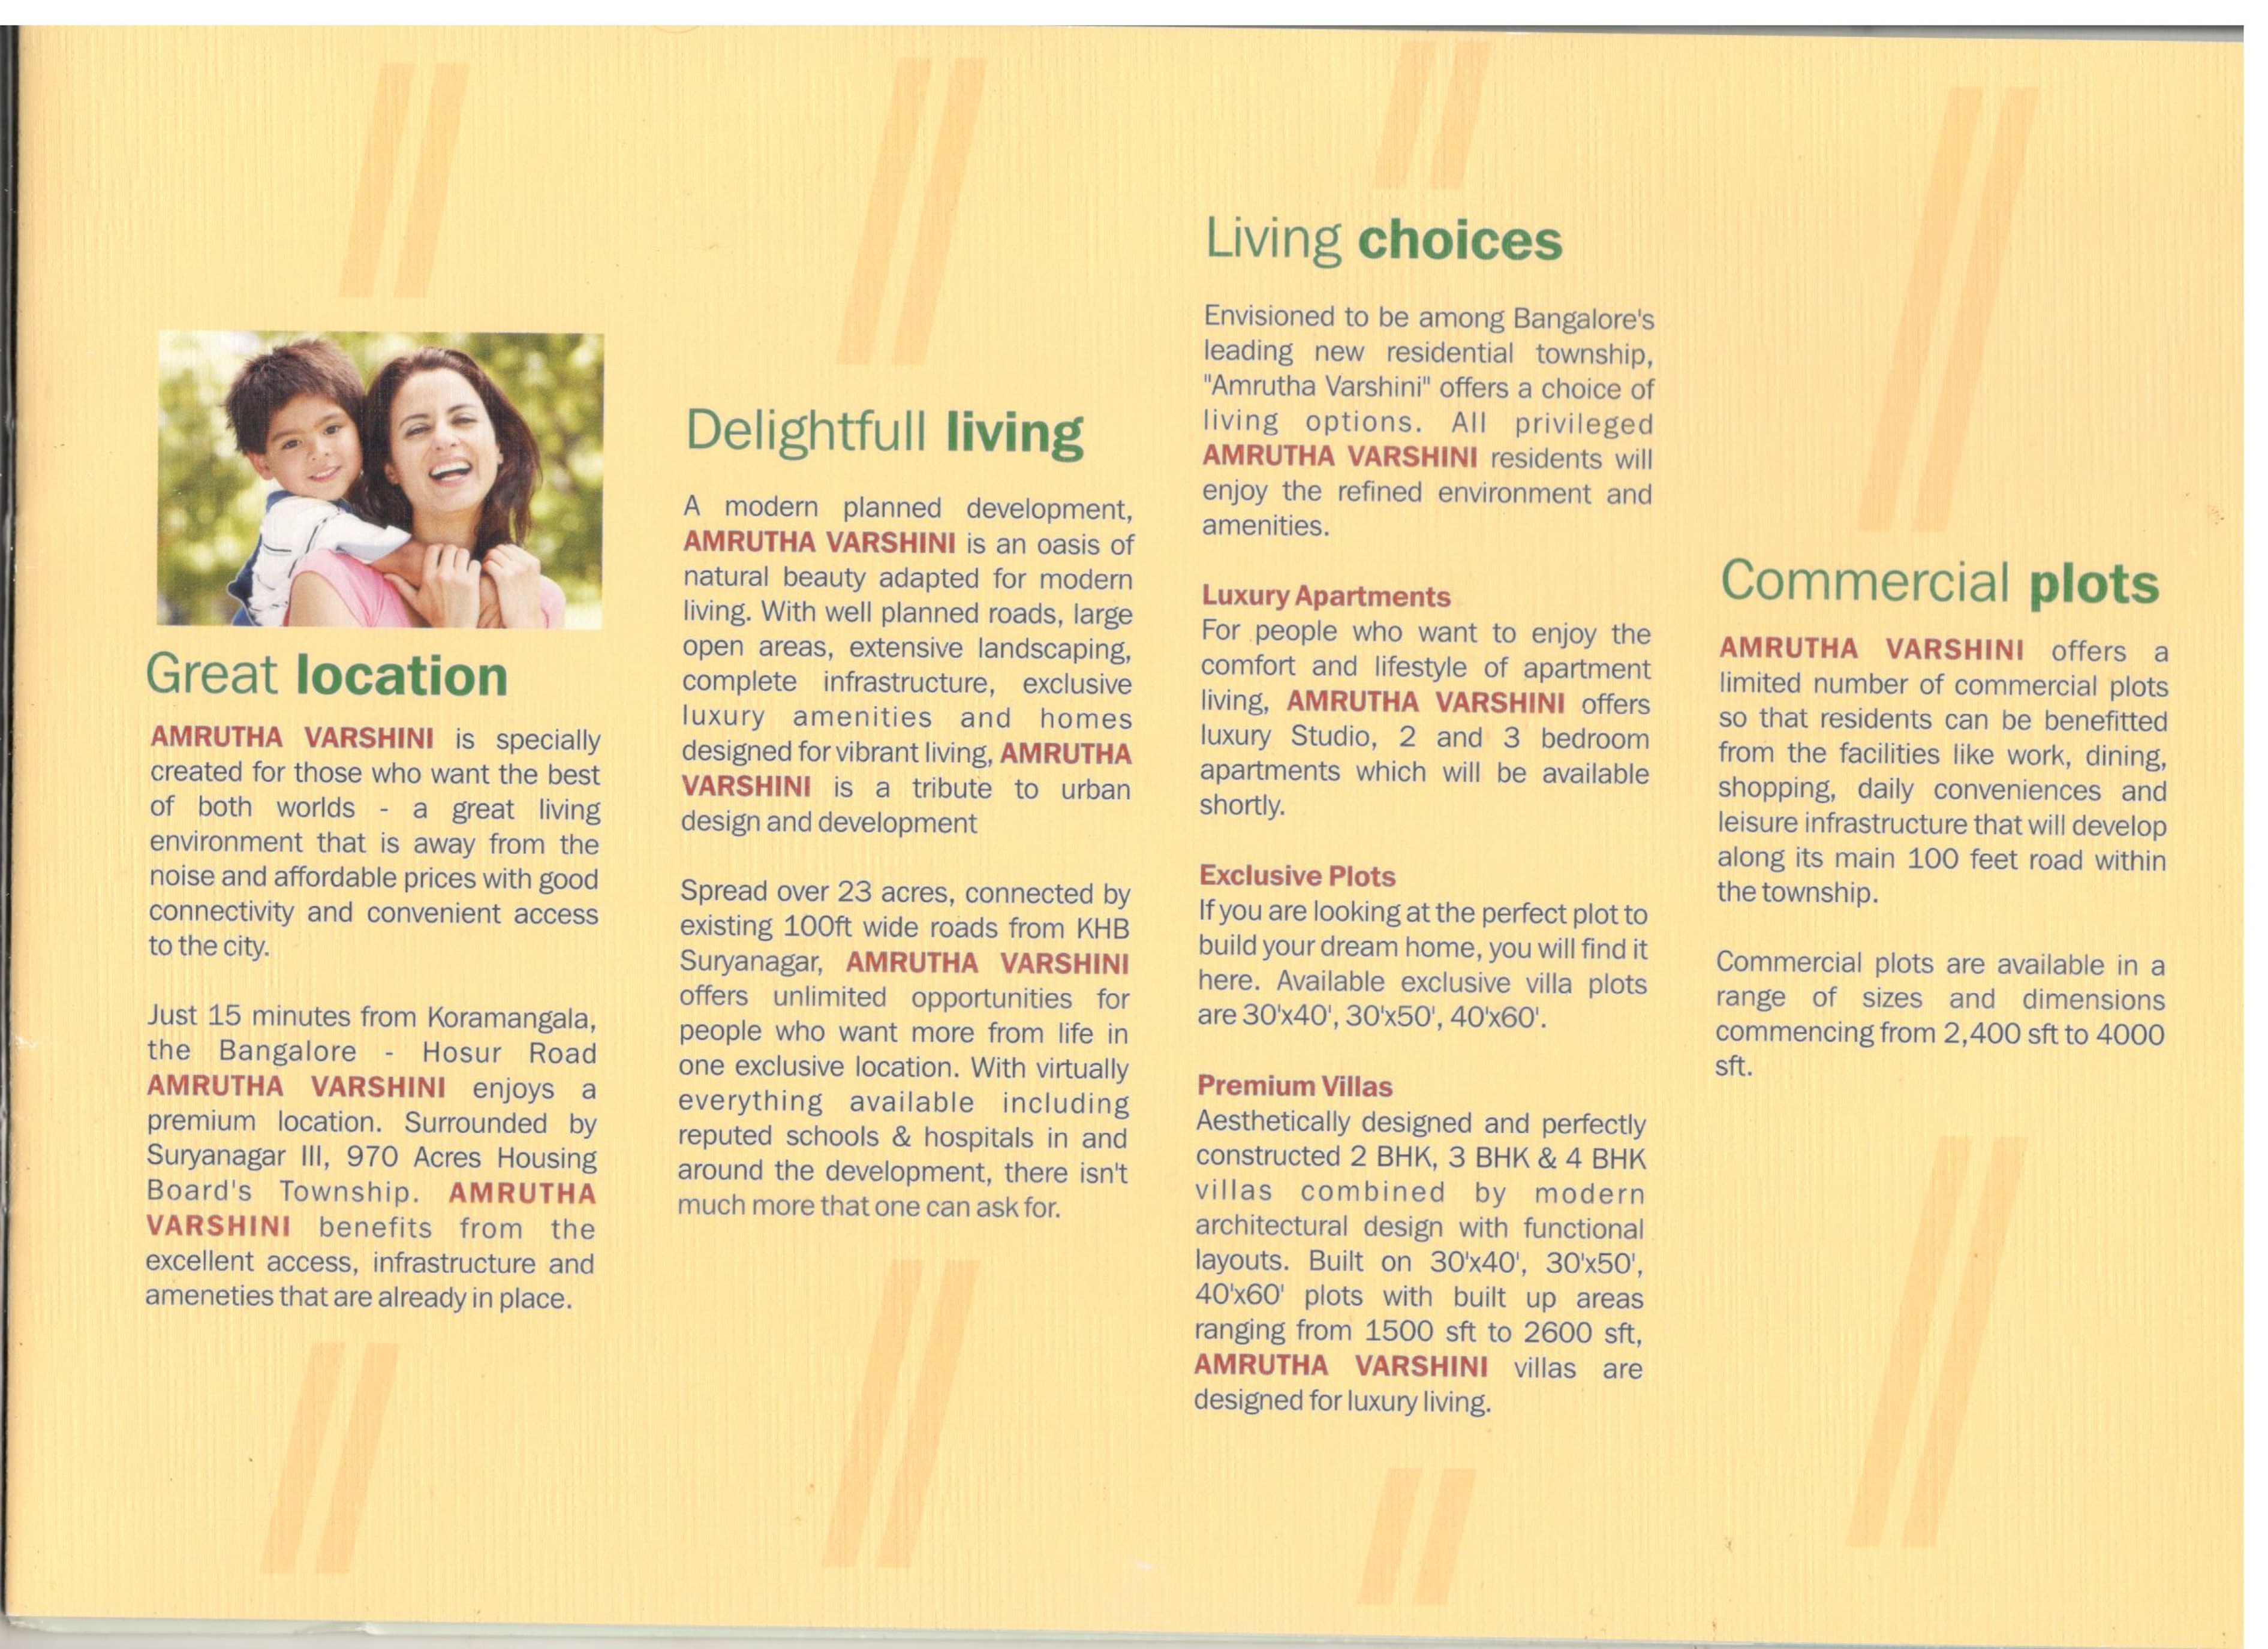 Great location
AMRUTHA VARSHINI is specially
created for those who want the best
of both worlds - a great living
environment that is away from the
noise and affordable prices with good
connectivity and convenient access
to the city.
Just 15 minutes from Koramangala,
the Bangalore - Hosur Road
AMRUTHA VARSHINI enjoys a
premium location. Surrounded by
Suryanagar III, 970 Acres Housing
Board's Township. AMRUTHA
VARSHINI benefits from the
excellent access, infrastructure and
ameneties that are already in place.
Delightfull living
A modern planned development,
AMRUTHA VARSHINI is an oasis of
natural beauty adapted for modern
living. With well planned roads, large
open areas, extensive landscaping,
complete infrastructure, exclusive
luxury amenities and homes
designed for vibrant living, AMRUTHA
VARSHINI is a tribute to urban
design and development
Spread over 23 acres, connected by
existing 100ft wide roads from KHB
Suryanagar, AMRUTHA VARSHINI
offers unlimited opportunities for
people who want more from life in
one exclusive location. With virtually
everything available including
reputed schools & hospitals in and
around the development, there isn't
much more that one can ask for.
Living choices
Envisioned to be among Bangalore's
leading new residential township,
"Amrutha Varshini" offers a choice of
living options. All privileged
AMRUTHA VARSHINI residents will
enjoy the refined environment and
amenities.
Luxury Apartments
For people who want to enjoy the
comfort and lifestyle of apartment
living, AMRUTHA VARSHINI offers
luxury Studio, 2 and 3 bedroom
apartments which will be available
shortly.
Exclusive Plots
If you are looking at the perfect plot to
build your dream home, you will find it
here. Available exclusive villa plots
are 30'x40', 30'x50', 40'x60'.
Premium Villas
Aesthetically designed and perfectly
constructed 2 BHK, 3 BHK & 4 BHK
villas combined by modern
architectural design with functional
layouts. Built on 30'x40', 30'x50',
40'x60' plots with built up areas
ranging from 1500 sft to 2600 sft,
AMRUTHA VARSHINI villas are
designed for luxury living.
Commercial plots
AMRUTHA VARSHINI offers a
limited number of commercial plots
so that residents can be benefitted
from the facilities like work, dining,
shopping, daily conveniences and
leisure infrastructure that will develop
along its main 100 feet road within
the township.
Commercial plots are available in a
range of sizes and dimensions
commencing from 2,400 sft to 4000
sft.